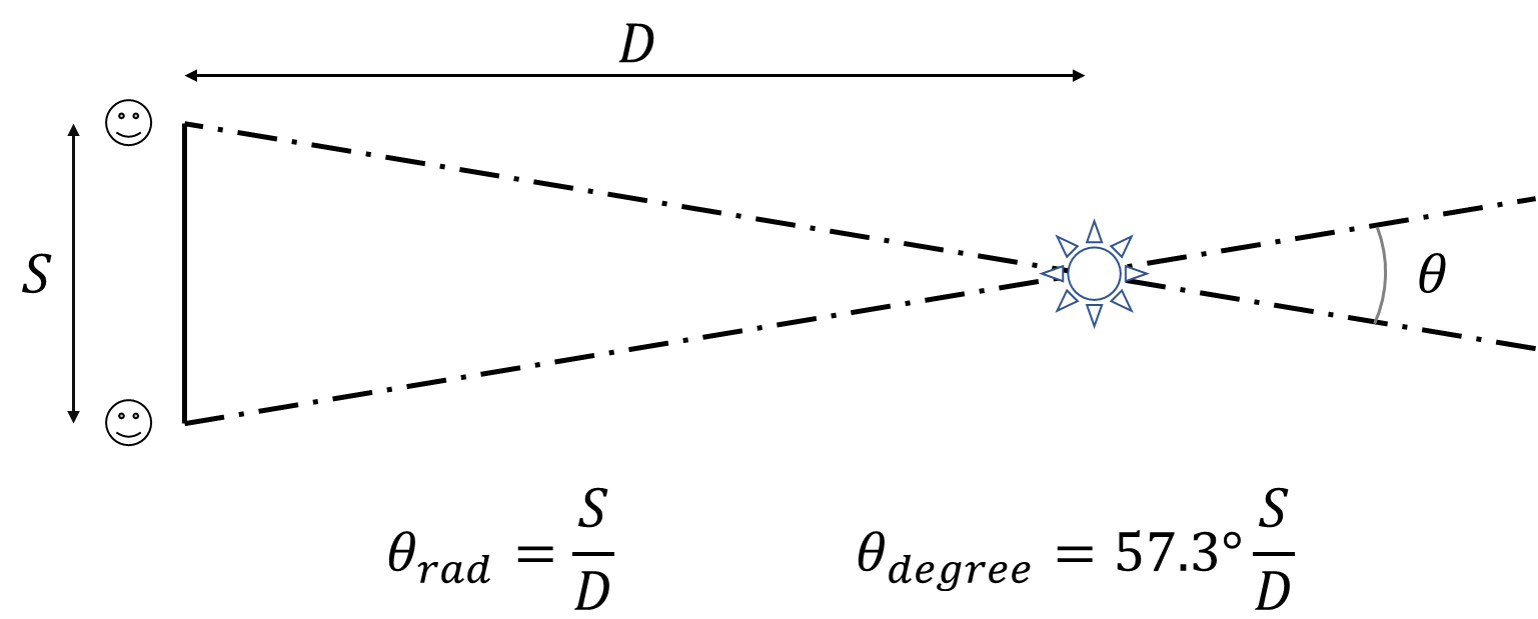 D
S
θ
θ_rad = S/D
θ_degree = 57.3° S/D